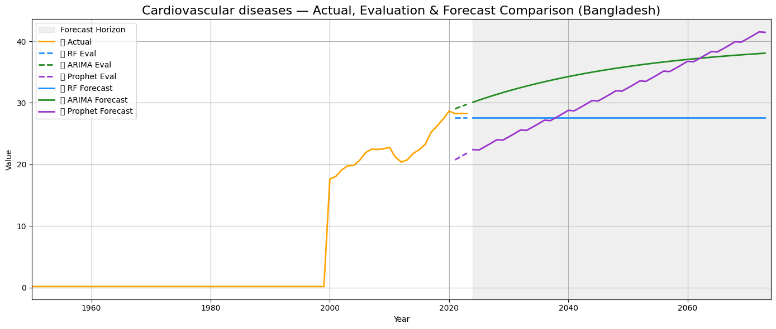 Cardiovascular diseases — Actual, Evaluation & Forecast Comparison (Bangladesh)
Forecast Horizon
Actual
RF Eval
ARIMA Eval
Prophet Eval
RF Forecast
ARIMA Forecast
Prophet Forecast
40
30
20
10
0
Value
1960
1980
2000
2020
2040
2060
Year